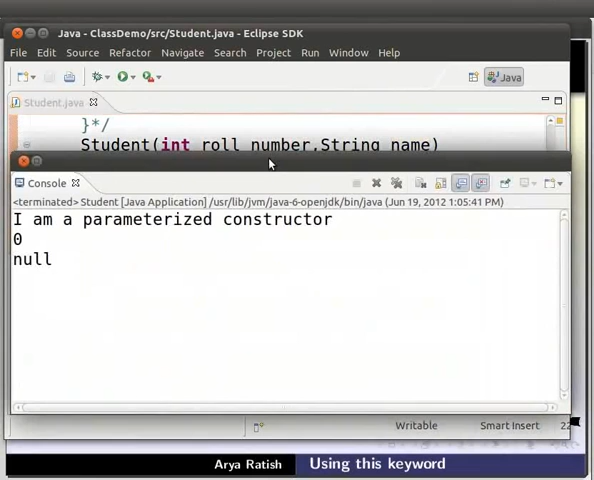 Java - ClassDemo/src/Student.java - Eclipse SDK
File Edit Source Refactor Navigate Search Project Run Window Help
Java
Student.java
}*/
Student(int roll_number,String name)
Console
<terminated> Student [Java Application] /usr/lib/jvm/java-6-openjdk/bin/java (Jun 19, 2012 1:05:41 PM)
I am a parameterized constructor
0
null
Writable Smart Insert 22
Arya Ratish Using this keyword